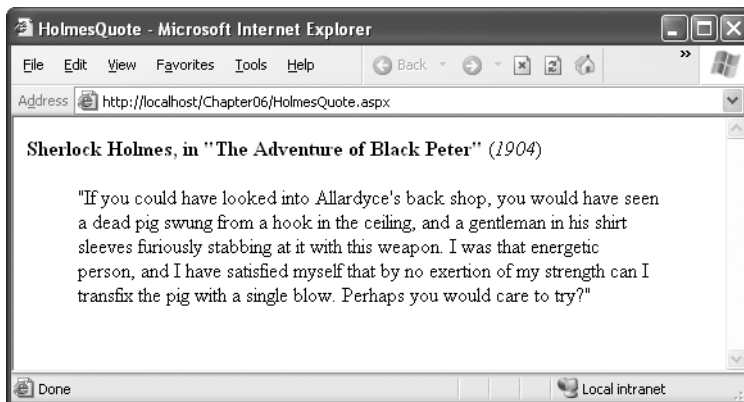 HolmesQuote - Microsoft Internet Explorer
File Edit View Favorites Tools Help Back »
Address http://localhost/Chapter06/HolmesQuote.aspx
Sherlock Holmes, in "The Adventure of Black Peter" (1904)
"If you could have looked into Allardyce's back shop, you would have seen
a dead pig swung from a hook in the ceiling, and a gentleman in his shirt
sleeves furiously stabbing at it with this weapon. I was that energetic
person, and I have satisfied myself that by no exertion of my strength can I
transfix the pig with a single blow. Perhaps you would care to try?"
Done Local intranet